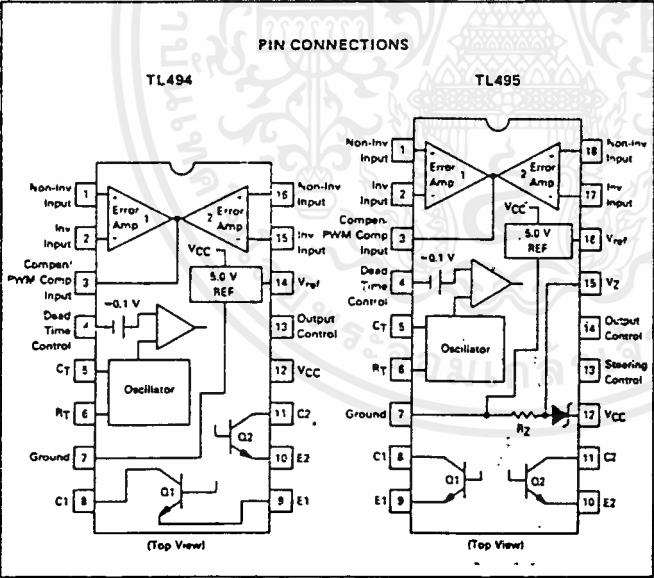 PIN CONNECTIONS
TL494
Non-Inv
Input
1
Inv
Input
2
Compen/
PWM Comp
Input
3
Dead
Time
Control
4
CT
5
RT
6
Ground
7
C1
8
16
Non-Inv
Input
15
Inv
Input
14
Vref
13
Output
Control
12
VCC
11
C2
10
E2
9
E1
Error
Amp
1
2
Error
Amp
VCC
5.0 V
REF
≈0.1 V
Oscillator
Q2
Q1
(Top View)
TL495
Non-Inv
Input
1
Inv
Input
2
Compen/
PWM Comp
Input
3
Dead
Time
Control
4
CT
5
RT
6
Ground
7
C1
8
E1
9
18
Non-Inv
Input
17
Inv
Input
Vref
15
VZ
14
Output
Control
13
Steering
Control
12
VCC
11
C2
10
E2
Error
Amp
1
2
Error
Amp
VCC
5.0 V
REF
≈0.1 V
Oscillator
RZ
Q1
Q2
(Top View)